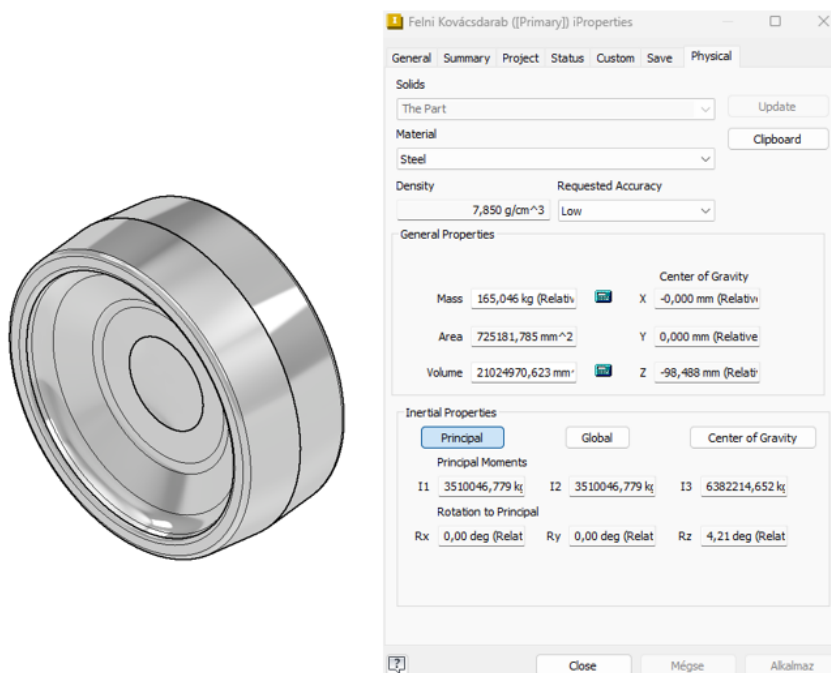 Felni Kovácsdarab ([Primary]) iProperties
General Summary Project Status Custom Save Physical
Solids
The Part
Update
Material
Clipboard
Steel
Density Requested Accuracy
7,850 g/cm^3 Low
General Properties
Center of Gravity
Mass 165,046 kg (Relativ X -0,000 mm (Relativ
Area 725181,785 mm^2 Y 0,000 mm (Relative
Volume 21024970,623 mm^ Z -98,488 mm (Relati
Inertial Properties
Principal Global Center of Gravity
Principal Moments
I1 3510046,779 kg I2 3510046,779 kg I3 6382214,652 kg
Rotation to Principal
Rx 0,00 deg (Relat Ry 0,00 deg (Relat Rz 4,21 deg (Relat
? Close Mégse Alkalmaz